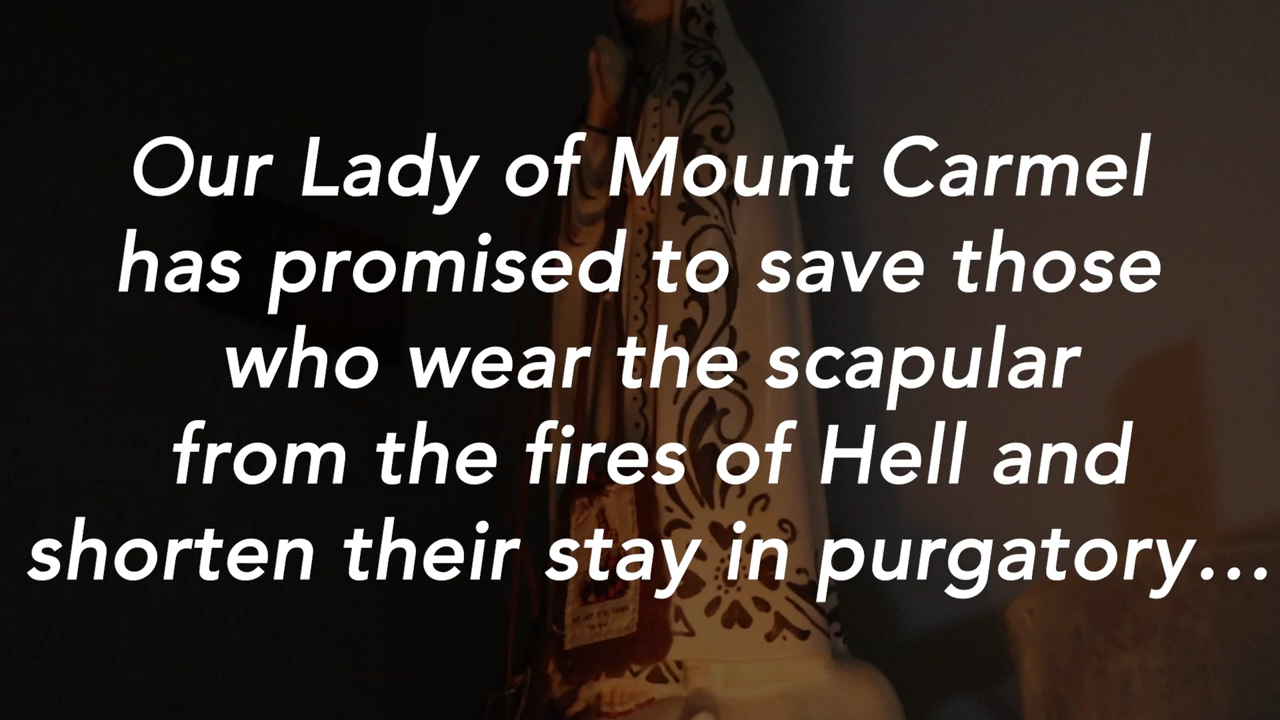 Our Lady of Mount Carmel
has promised to save those
who wear the scapular
from the fires of Hell and
shorten their stay in purgatory...